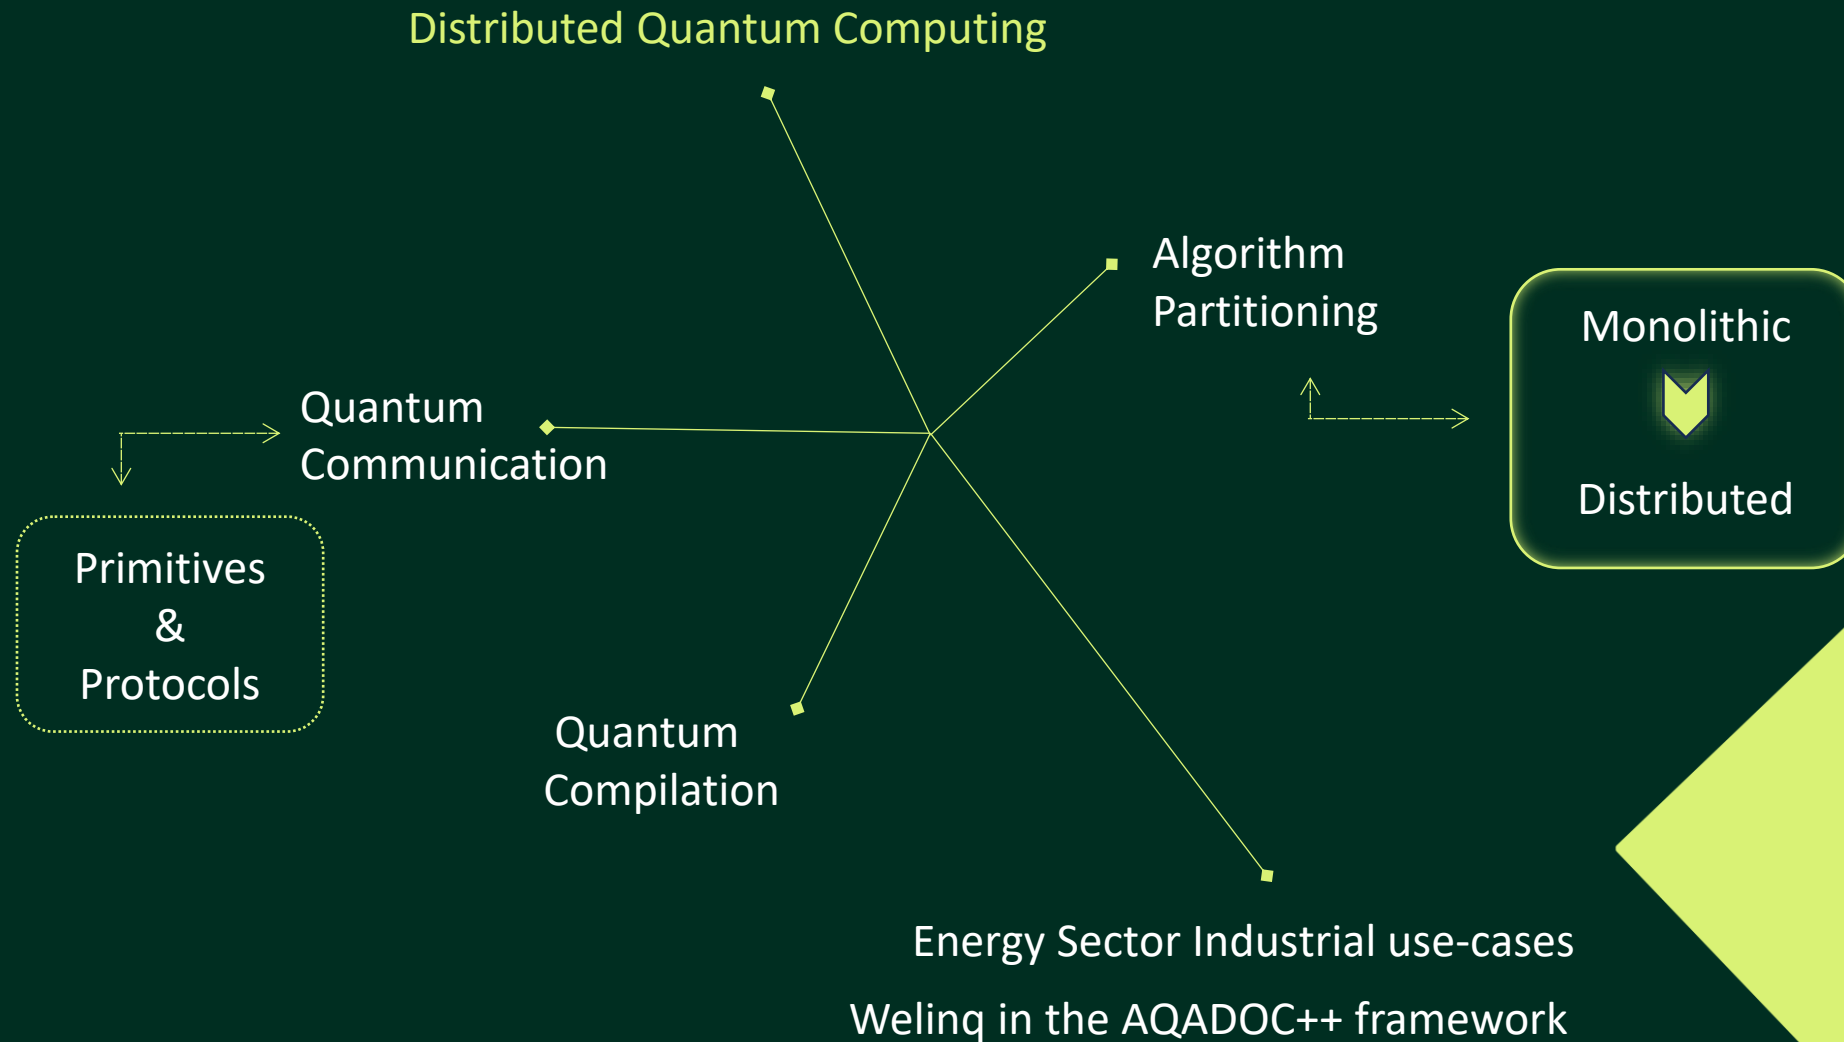 Distributed Quantum Computing
Algorithm
Partitioning
Monolithic
Distributed
Quantum
Communication
Primitives
&
Protocols
Quantum
Compilation
Energy Sector Industrial use-cases
Welinq in the AQADOC++ framework